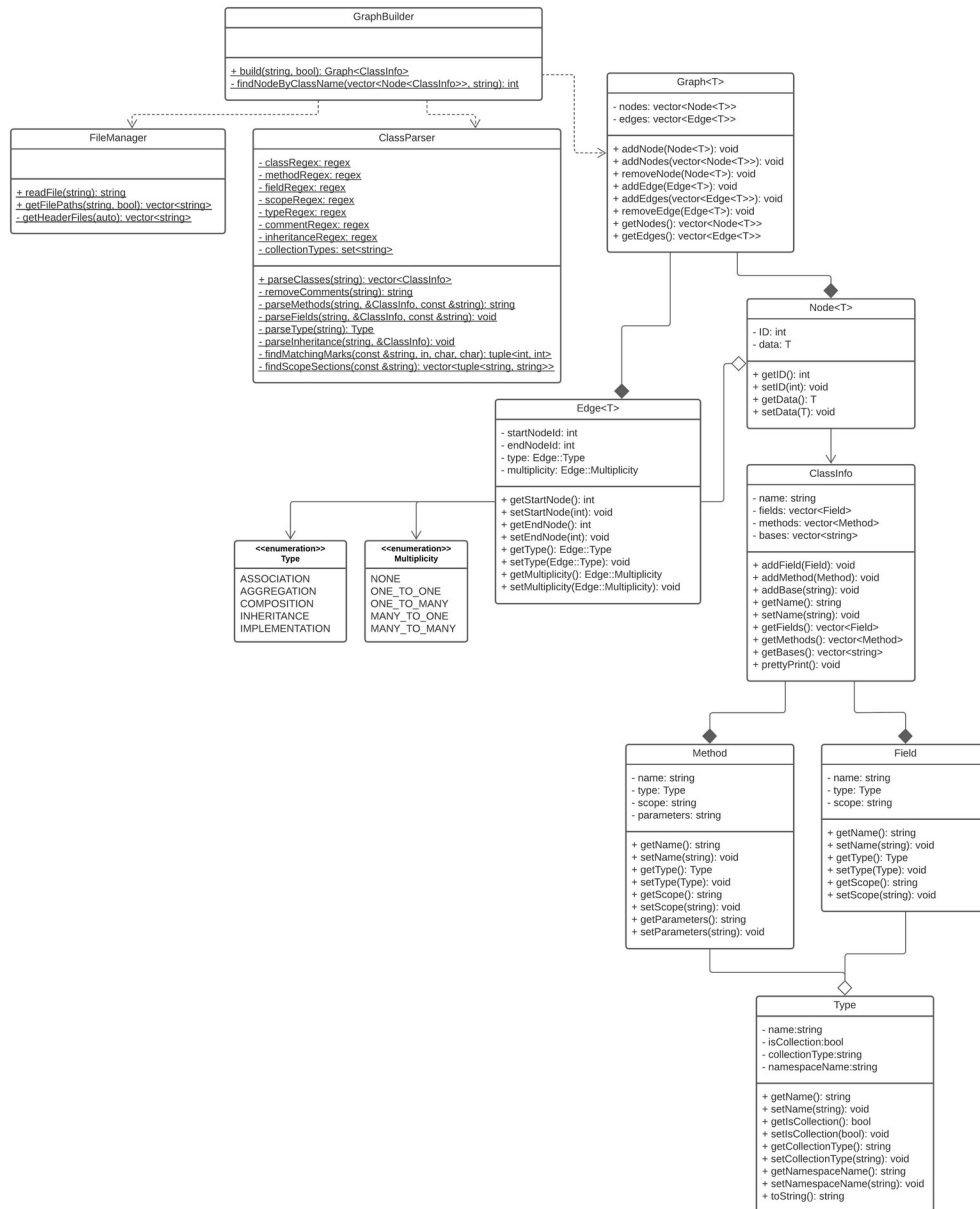 GraphBuilder
+ build(string, bool): Graph<ClassInfo>
- findNodeByClassName(vector<Node<ClassInfo>>, string): int
Graph<T>
- nodes: vector<Node<T>>
- edges: vector<Edge<T>>
+ addNode(Node<T>): void
+ addNodes(vector<Node<T>>): void
+ removeNode(Node<T>): void
+ addEdge(Edge<T>): void
+ addEdges(vector<Edge<T>>): void
+ removeEdge(Edge<T>): void
+ getNodes(): vector<Node<T>>
+ getEdges(): vector<Edge<T>>
FileManager
+ readFile(string): string
+ getFilePaths(string, bool): vector<string>
- getHeaderFiles(auto): vector<string>
ClassParser
- classRegex: regex
- methodRegex: regex
- fieldRegex: regex
- scopeRegex: regex
- typeRegex: regex
- commentRegex: regex
- inheritanceRegex: regex
- collectionTypes: set<string>
+ parseClasses(string): vector<ClassInfo>
- removeComments(string): string
- parseMethods(string, &ClassInfo, const &string): string
- parseFields(string, &ClassInfo, const &string): void
- parseType(string): Type
- parseInheritance(string, &ClassInfo): void
- findMatchingMarks(const &string, in, char, char): tuple<int, int>
- findScopeSections(const &string): vector<tuple<string, string>>
Node<T>
- ID: int
- data: T
+ getID(): int
+ setID(int): void
+ getData(): T
+ setData(T): void
Edge<T>
- startNodeId: int
- endNodeId: int
- type: Edge::Type
- multiplicity: Edge::Multiplicity
+ getStartNode(): int
+ setStartNode(int): void
+ getEndNode(): int
+ setEndNode(int): void
+ getType(): Edge::Type
+ setType(Edge::Type): void
+ getMultiplicity(): Edge::Multiplicity
+ setMultiplicity(Edge::Multiplicity): void
<<enumeration>>
Type
ASSOCIATION
AGGREGATION
COMPOSITION
INHERITANCE
IMPLEMENTATION
<<enumeration>>
Multiplicity
NONE
ONE_TO_ONE
ONE_TO_MANY
MANY_TO_ONE
MANY_TO_MANY
ClassInfo
- name: string
- fields: vector<Field>
- methods: vector<Method>
- bases: vector<string>
+ addField(Field): void
+ addMethod(Method): void
+ addBase(string): void
+ getName(): string
+ setName(string): void
+ getFields(): vector<Field>
+ getMethods(): vector<Method>
+ getBases(): vector<string>
+ prettyPrint(): void
Method
- name: string
- type: Type
- scope: string
- parameters: string
+ getName(): string
+ setName(string): void
+ getType(): Type
+ setType(Type): void
+ getScope(): string
+ setScope(string): void
+ getParameters(): string
+ setParameters(string): void
Field
- name: string
- type: Type
- scope: string
+ getName(): string
+ setName(string): void
+ getType(): Type
+ setType(Type): void
+ getScope(): string
+ setScope(string): void
Type
- name:string
- isCollection:bool
- collectionType:string
- namespaceName:string
+ getName(): string
+ setName(string): void
+ getIsCollection(): bool
+ setIsCollection(bool): void
+ getCollectionType(): string
+ setCollectionType(string): void
+ getNamespaceName(): string
+ setNamespaceName(string): void
+ toString(): string